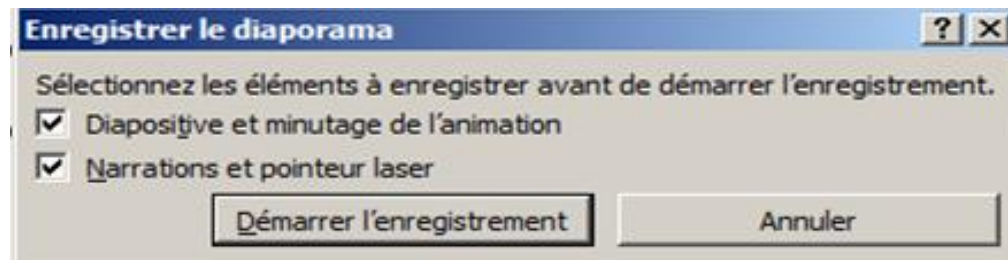 Enregistrer le diaporama
Sélectionnez les éléments à enregistrer avant de démarrer l'enregistrement.
Diapositive et minutage de l'animation
Narrations et pointeur laser
Démarrer l'enregistrement Annuler